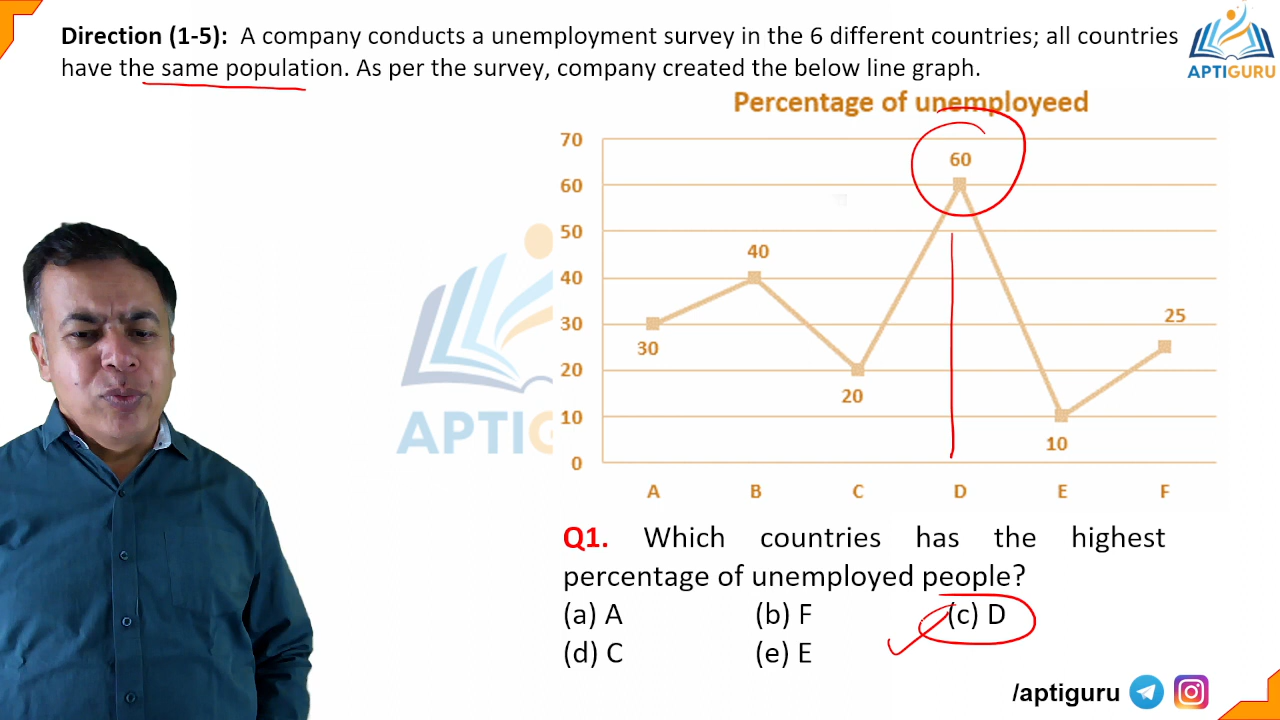 Direction (1-5): A company conducts a unemployment survey in the 6 different countries; all countries
have the same population. As per the survey, company created the below line graph.
APTIGURU
Percentage of unemployeed
70
60
50
40
30
20
10
0
30
40
20
60
10
25
A B C D E F
APTIG
Q1. Which countries has the highest
percentage of unemployed people?
(a) A (b) F (c) D
(d) C (e) E
/aptiguru